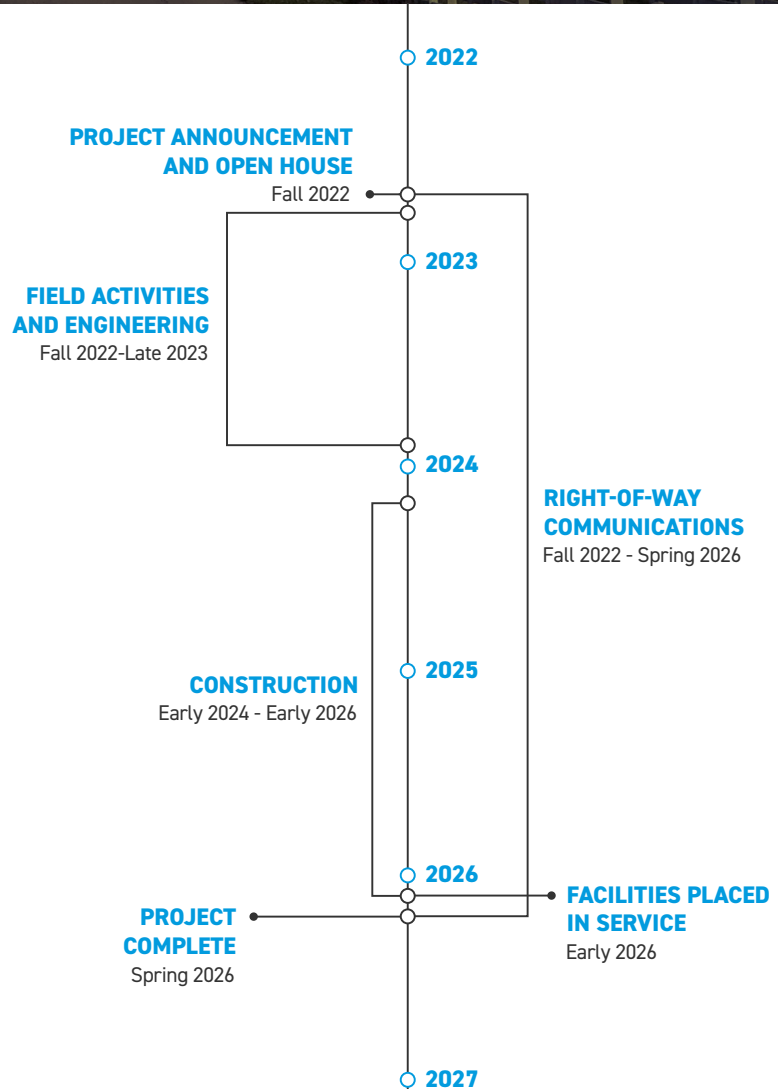 2022
PROJECT ANNOUNCEMENT
AND OPEN HOUSE
Fall 2022
2023
FIELD ACTIVITIES
AND ENGINEERING
Fall 2022-Late 2023
2024
RIGHT-OF-WAY
COMMUNICATIONS
Fall 2022 - Spring 2026
2025
CONSTRUCTION
Early 2024 - Early 2026
2026
FACILITIES PLACED
IN SERVICE
Early 2026
PROJECT
COMPLETE
Spring 2026
2027